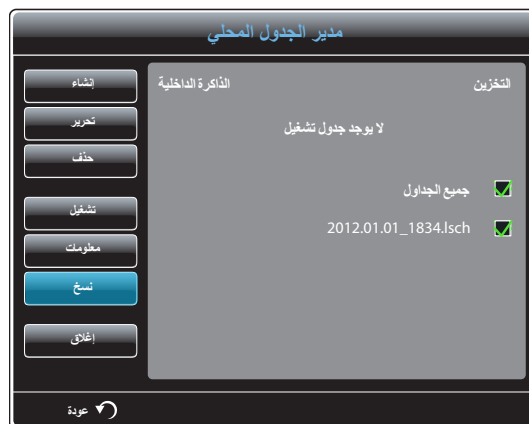 مدير الجدول المحلي
التخزين
الذاكرة الداخلية
لا يوجد جدول تشغيل
جميع الجداول
2012.01.01_1834.lsch
إنشاء
تحرير
حذف
تشغيل
معلومات
نسخ
إغلاق
عودة